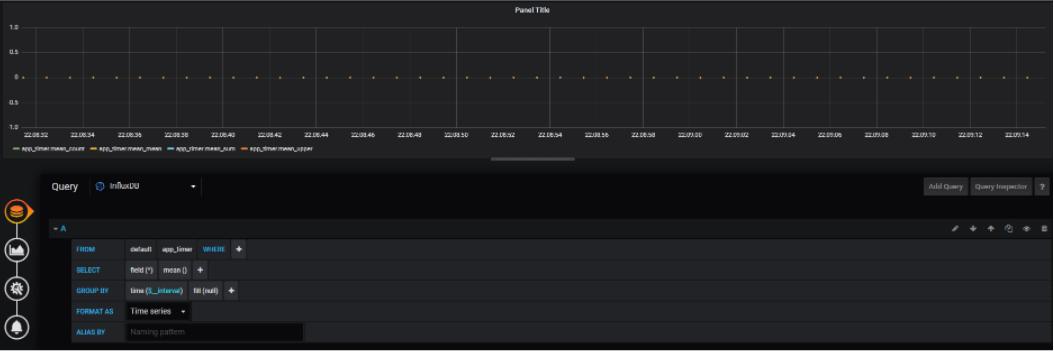 Panel Title
1.0
0.5
0
-0.5
-1.0
22:08:32 22:08:34 22:08:36 22:08:38 22:08:40 22:08:42 22:08:44 22:08:46 22:08:48 22:08:50 22:08:52 22:08:54 22:08:56 22:08:58 22:09:00 22:09:02 22:09:04 22:09:06 22:09:08 22:09:10 22:09:12 22:09:14
app_timer.mean_count app_timer.mean_mean app_timer.mean_sum app_timer.mean_upper
Query InfluxDB Add Query Query Inspector ?
A
FROM default app_timer WHERE +
SELECT field (*) mean () +
GROUP BY time ($__interval) fill (null) +
FORMAT AS Time series
ALIAS BY Naming pattern